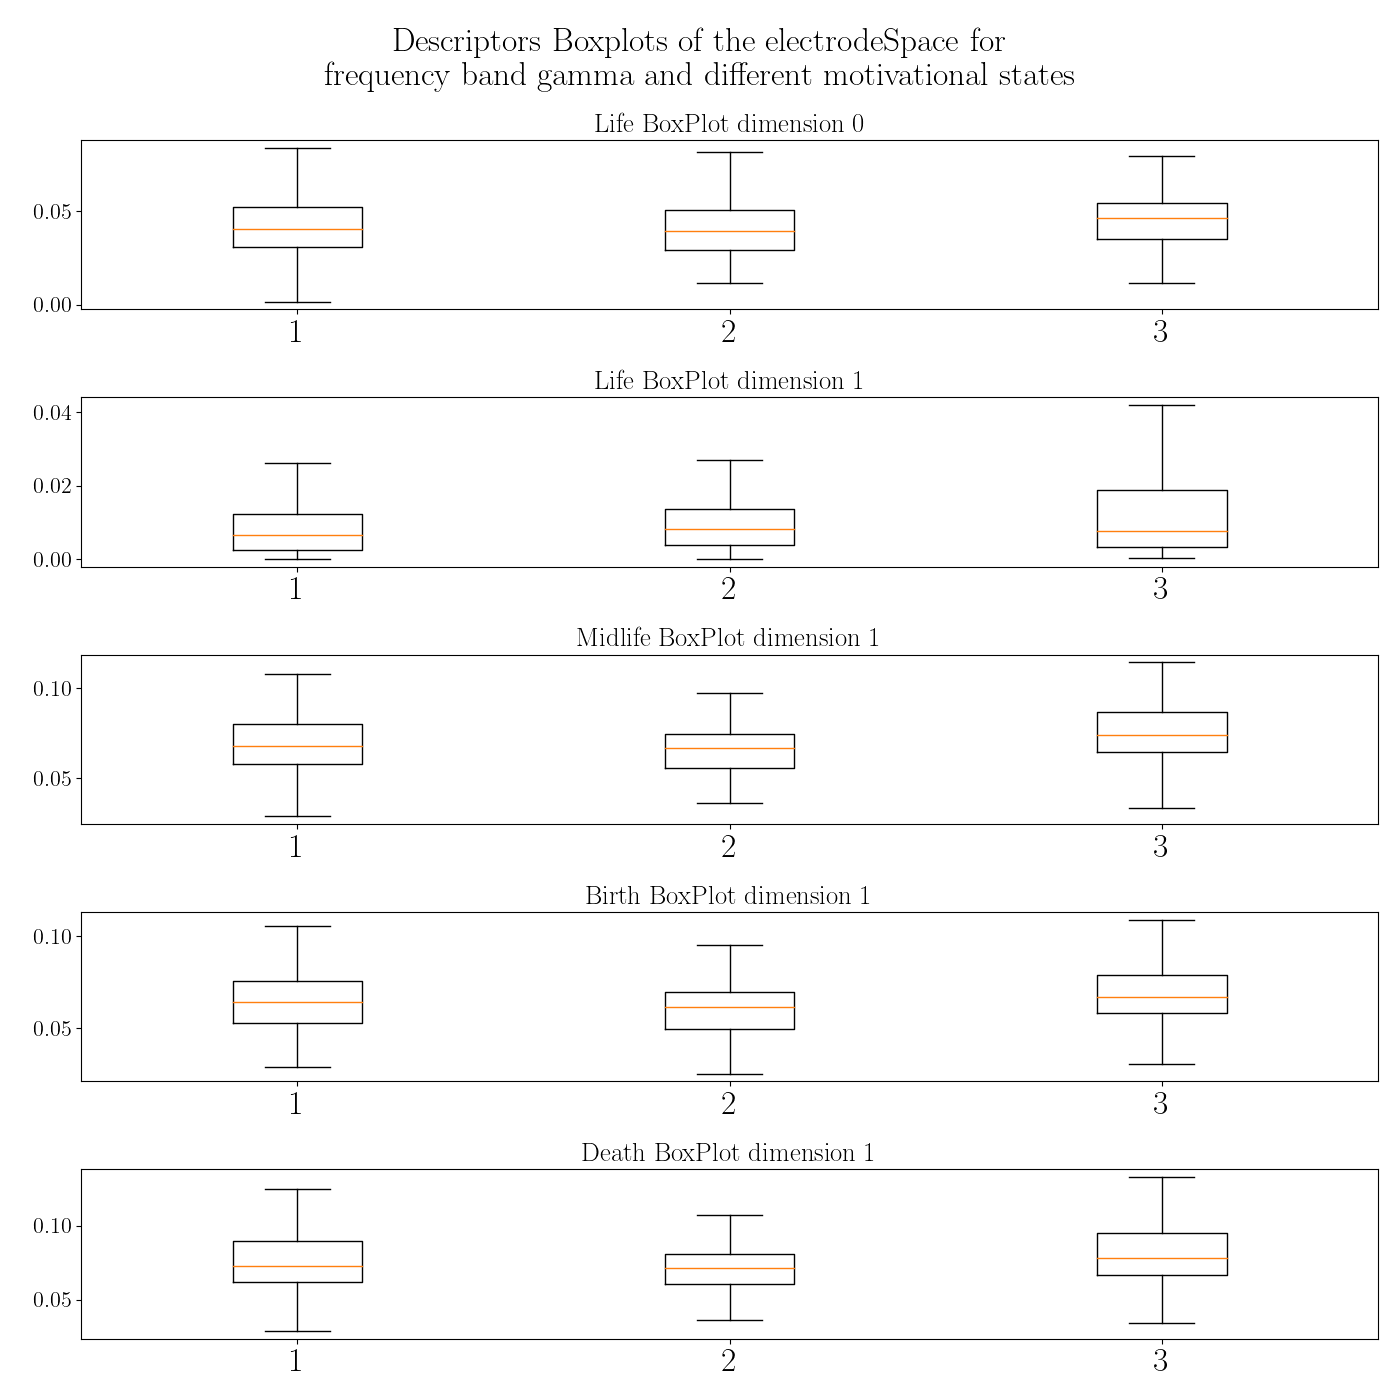 Descriptors Boxplots of the electrodeSpace for
frequency band gamma and different motivational states
Life BoxPlot dimension 0
0.05
0.00
1 2 3
Life BoxPlot dimension 1
0.04
0.02
0.00
1 2 3
Midlife BoxPlot dimension 1
0.10
0.05
1 2 3
Birth BoxPlot dimension 1
0.10
0.05
1 2 3
Death BoxPlot dimension 1
0.10
0.05
1 2 3